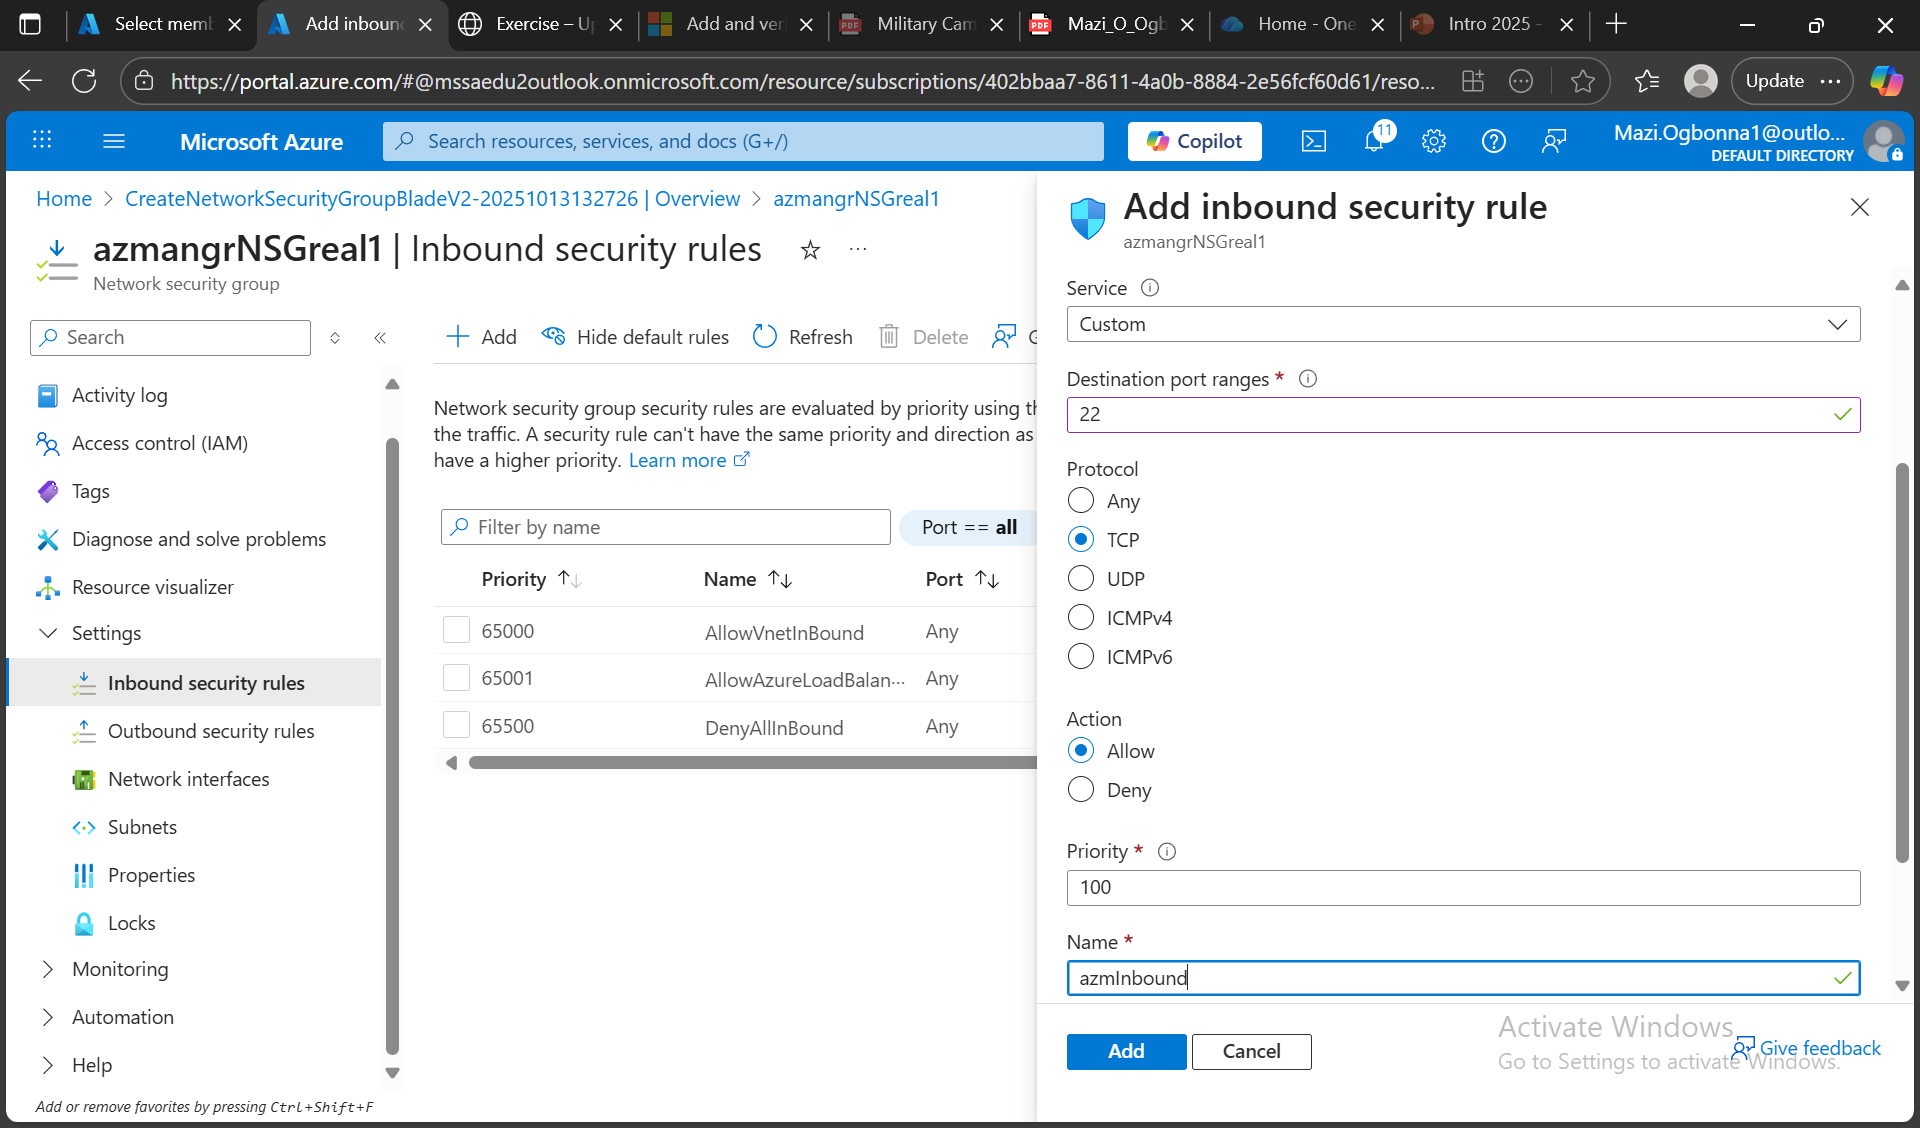 Select memb
Add inbound
Exercise – Up
Add and veri
Military Cam
Mazi_O_Ogb
Home - One
Intro 2025 -
https://portal.azure.com/#@mssaedu2outlook.onmicrosoft.com/resource/subscriptions/402bbaa7-8611-4a0b-8884-2e56fcf60d61/reso...
Update
Microsoft Azure
Search resources, services, and docs (G+/)
Copilot
11
Mazi.Ogbonna1@outlo...
DEFAULT DIRECTORY
Home > CreateNetworkSecurityGroupBladeV2-20251013132726 | Overview > azmangrNSGreal1
azmangrNSGreal1 | Inbound security rules
Network security group
Search
Activity log
Access control (IAM)
Tags
Diagnose and solve problems
Resource visualizer
Settings
Inbound security rules
Outbound security rules
Network interfaces
Subnets
Properties
Locks
Monitoring
Automation
Help
Add or remove favorites by pressing Ctrl+Shift+F
Add
Hide default rules
Refresh
Delete
Network security group security rules are evaluated by priority using th
the traffic. A security rule can't have the same priority and direction as
have a higher priority. Learn more
Filter by name
Port == all
Priority Name Port
65000 AllowVnetInBound Any
65001 AllowAzureLoadBalan... Any
65500 DenyAllInBound Any
Add inbound security rule
azmangrNSGreal1
Service
Custom
Destination port ranges *
22
Protocol
Any
TCP
UDP
ICMPv4
ICMPv6
Action
Allow
Deny
Priority *
100
Name *
azmInbound
Add
Cancel
Give feedback
Activate Windows
Go to Settings to activate Windows.